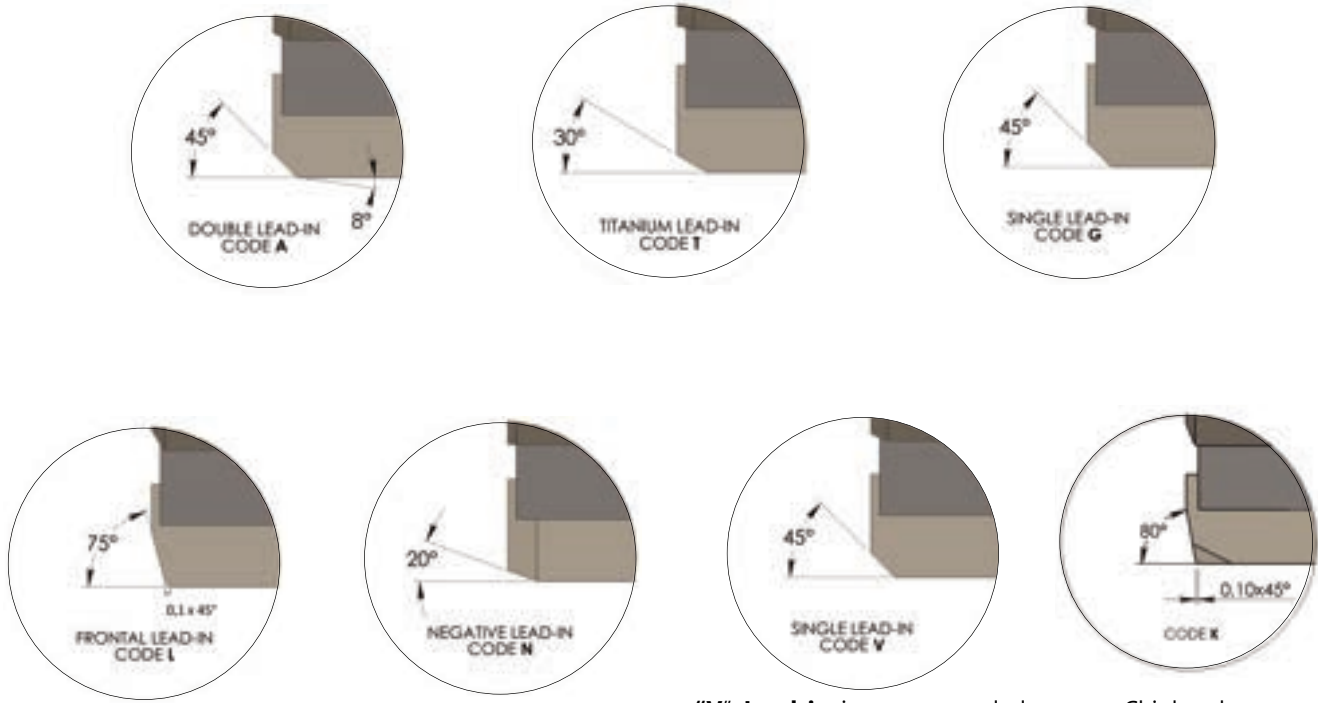 45°
8°
DOUBLE LEAD-IN
CODE A
30°
TITANIUM LEAD-IN
CODE T
45°
SINGLE LEAD-IN
CODE G
75°
0,1 x 45°
FRONTAL LEAD-IN
CODE L
20°
NEGATIVE LEAD-IN
CODE N
45°
SINGLE LEAD-IN
CODE V
80°
0,10x45°
CODE K